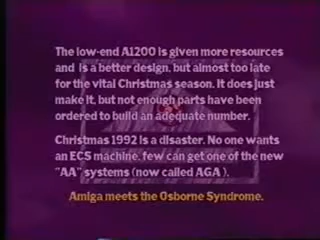 The low-end A1200 is given more resources
and is a better design, but almost too late
for the vital Christmas season. It does just
make it, but not enough parts have been
ordered to build an adequate number.
Christmas 1992 is a disaster. No one wants
an ECS machine, few can get one of the new
"AA" systems (now called AGA ).
Amiga meets the Osborne Syndrome.